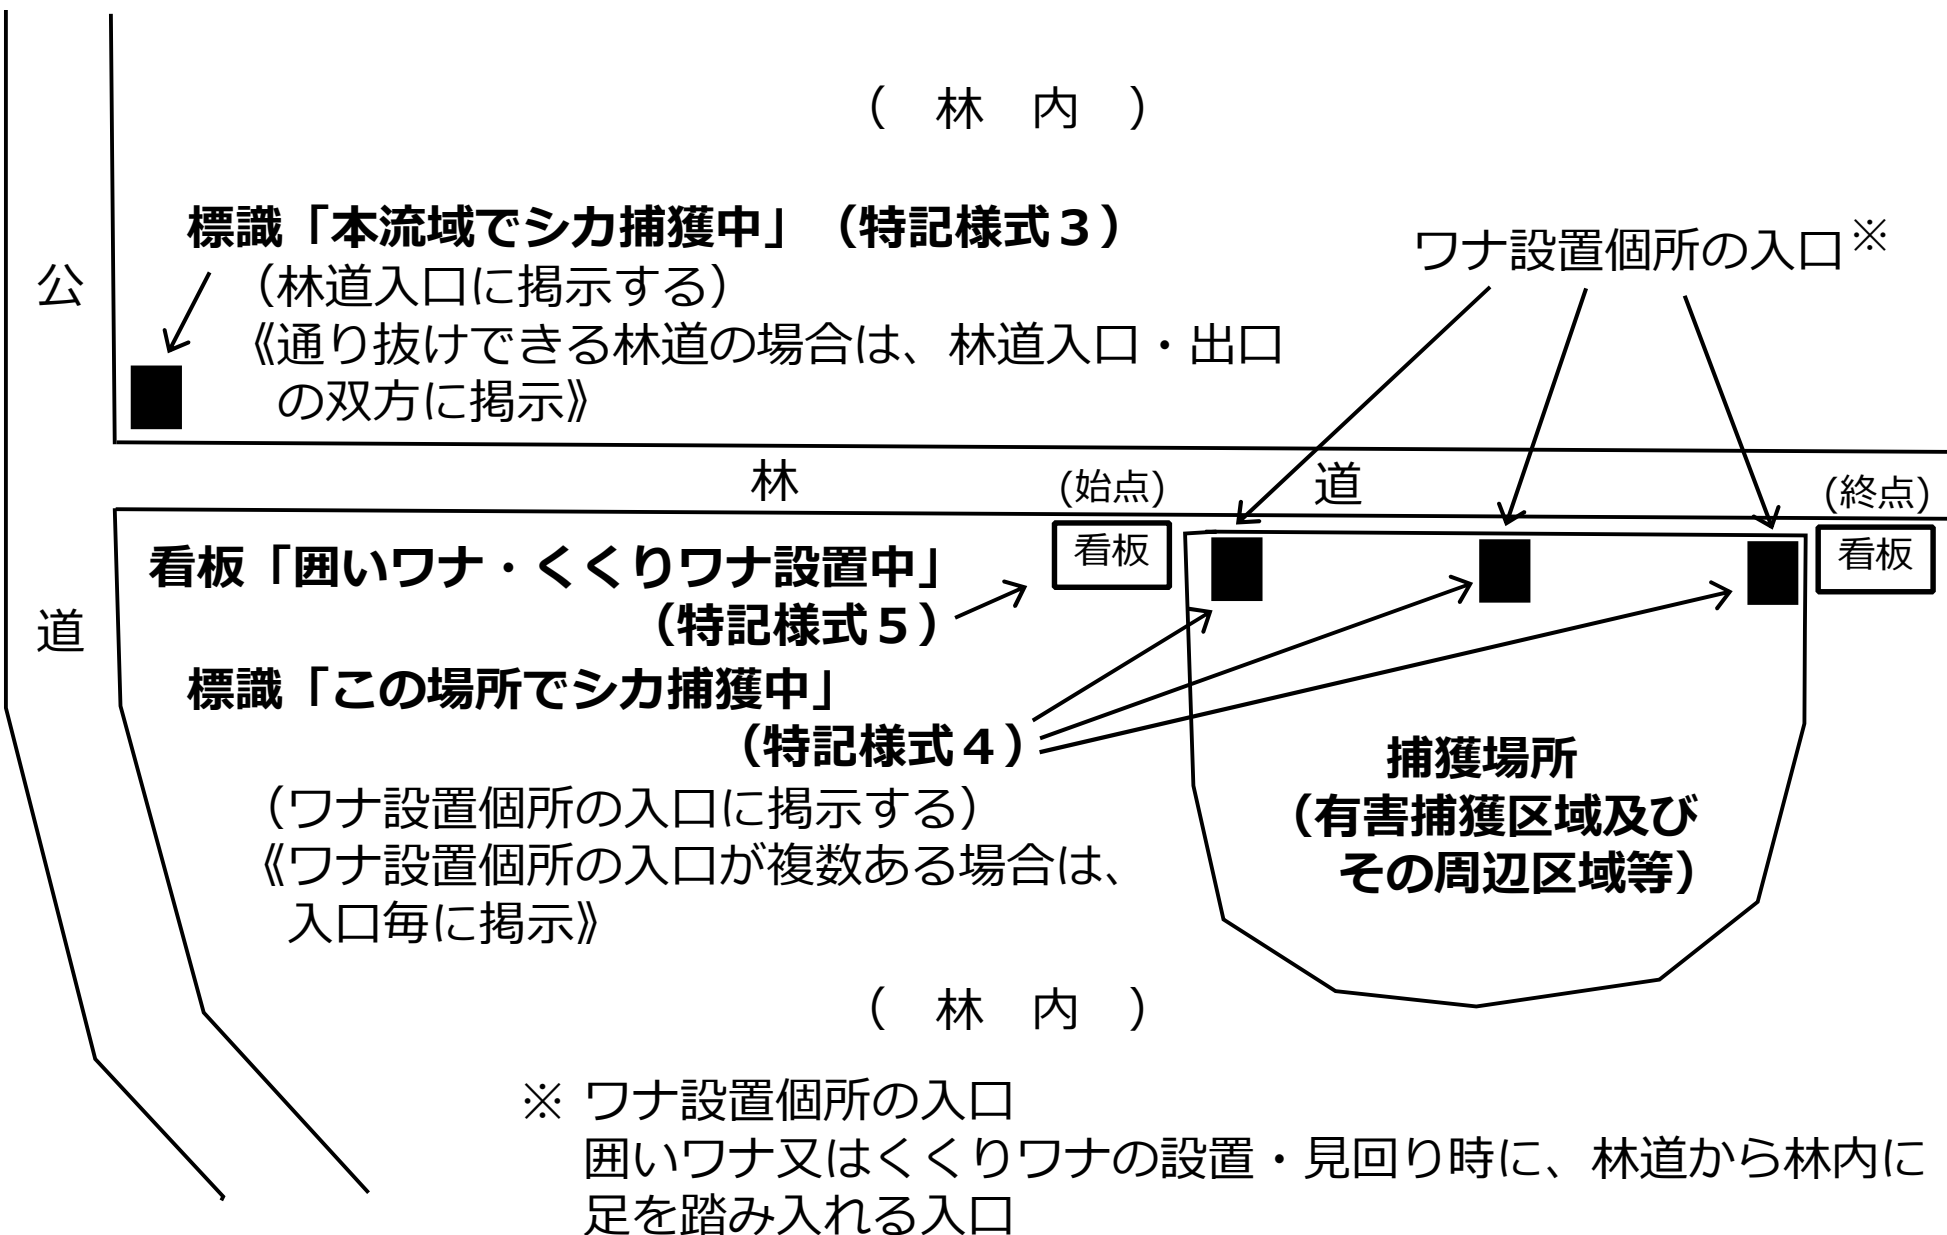 （　林　内　）
標識「本流域でシカ捕獲中」（特記様式３）
（林道入口に掲示する）
《通り抜けできる林道の場合は、林道入口・出口
の双方に掲示》
ワナ設置個所の入口※
公
道
林
道
(始点)
(終点)
看板
看板
看板「囲いワナ・くくりワナ設置中」
（特記様式５）
標識「この場所でシカ捕獲中」
（特記様式４）
（ワナ設置個所の入口に掲示する）
《ワナ設置個所の入口が複数ある場合は、
入口毎に掲示》
捕獲場所
（有害捕獲区域及び
その周辺区域等）
（　林　内　）
※ ワナ設置個所の入口
囲いワナ又はくくりワナの設置・見回り時に、林道から林内に
足を踏み入れる入口